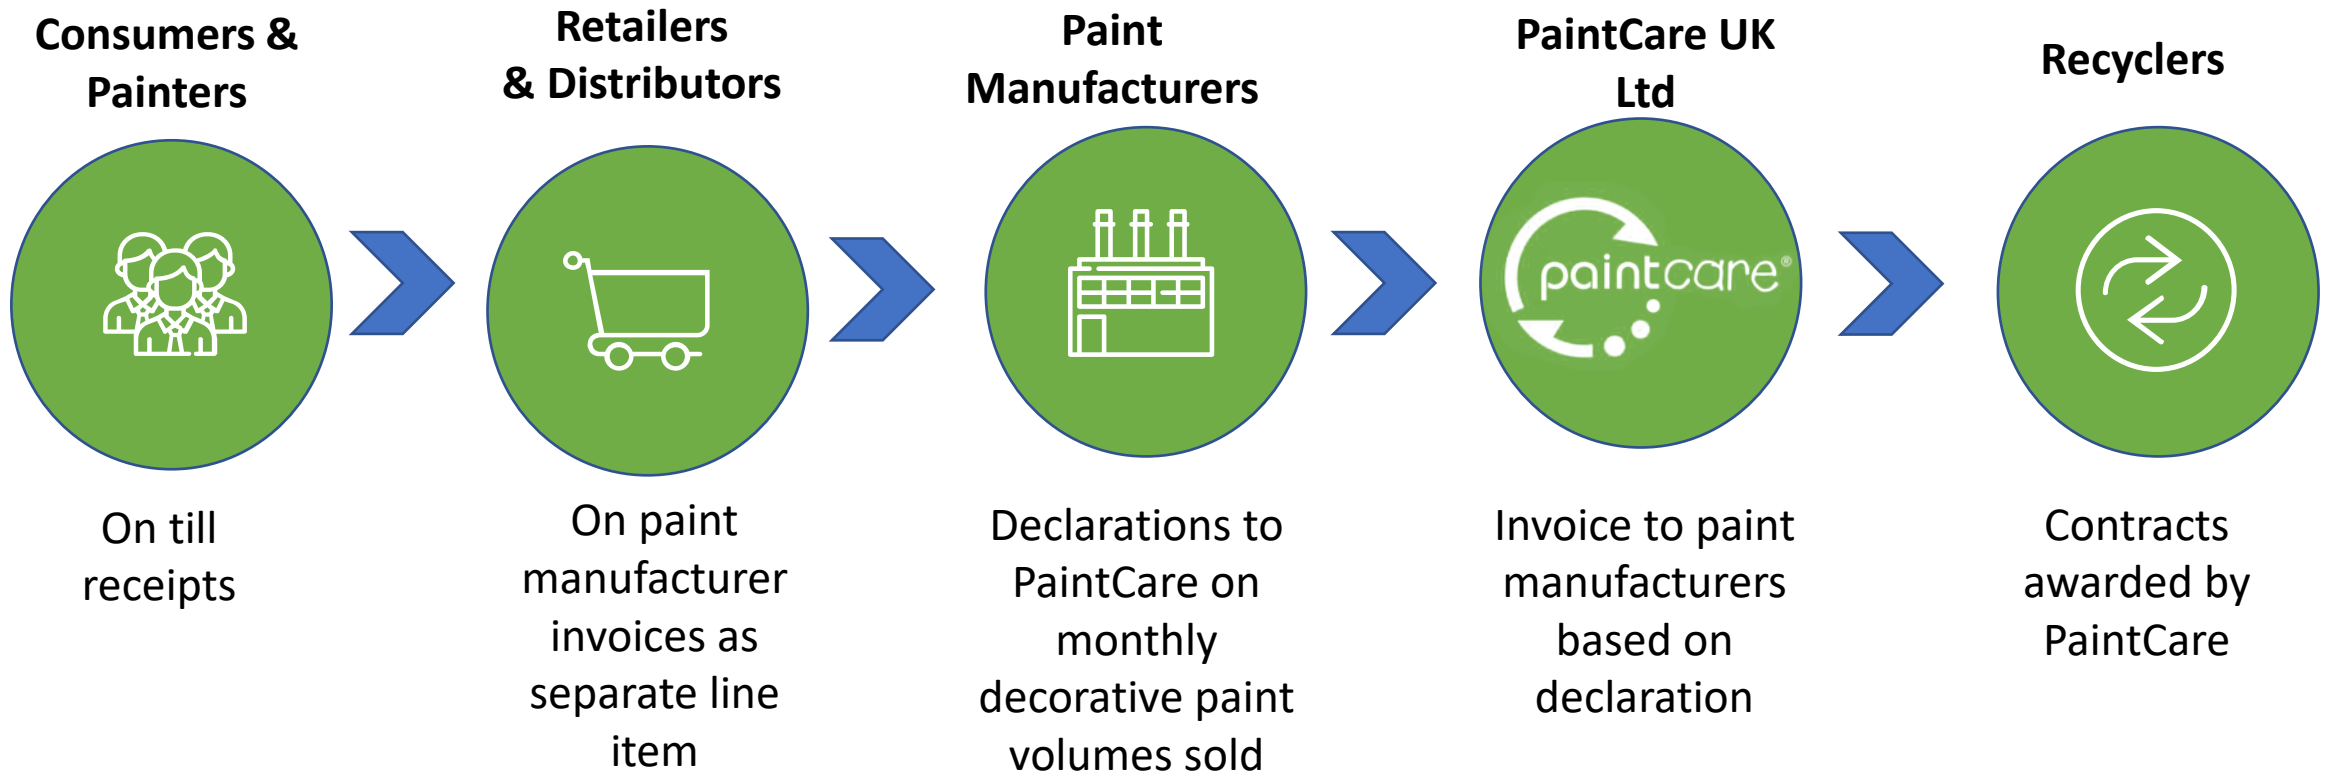 Consumers &
Painters
Retailers
& Distributors
Paint
Manufacturers
PaintCare UK
Ltd
Recyclers
paintcare®
On till
receipts
On paint
manufacturer
invoices as
separate line
item
Declarations to
PaintCare on
monthly
decorative paint
volumes sold
Invoice to paint
manufacturers
based on
declaration
Contracts
awarded by
PaintCare